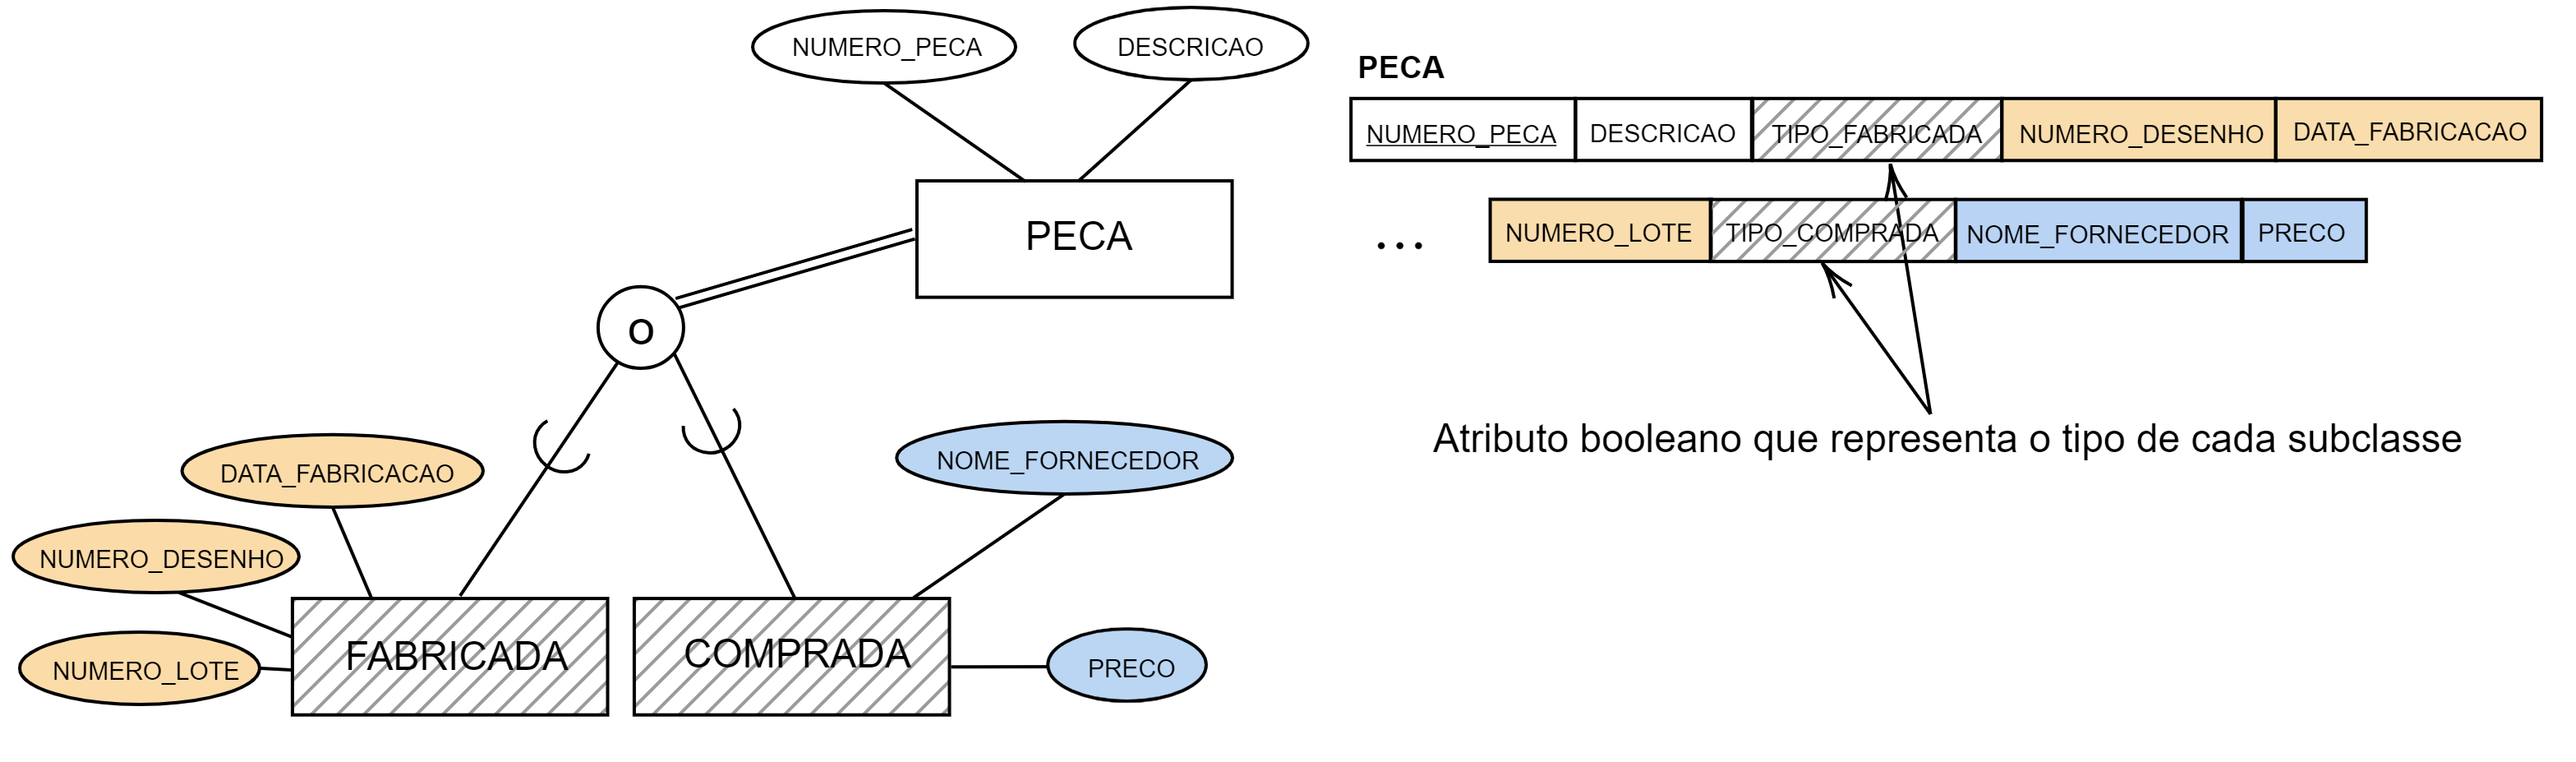 NUMERO_PECA
DESCRICAO
PECA
O
DATA_FABRICACAO
NUMERO_DESENHO
NUMERO_LOTE
FABRICADA
COMPRADA
NOME_FORNECEDOR
PRECO
PECA
NUMERO_PECA DESCRICAO TIPO_FABRICADA NUMERO_DESENHO DATA_FABRICACAO
... NUMERO_LOTE TIPO_COMPRADA NOME_FORNECEDOR PRECO
Atributo booleano que representa o tipo de cada subclasse